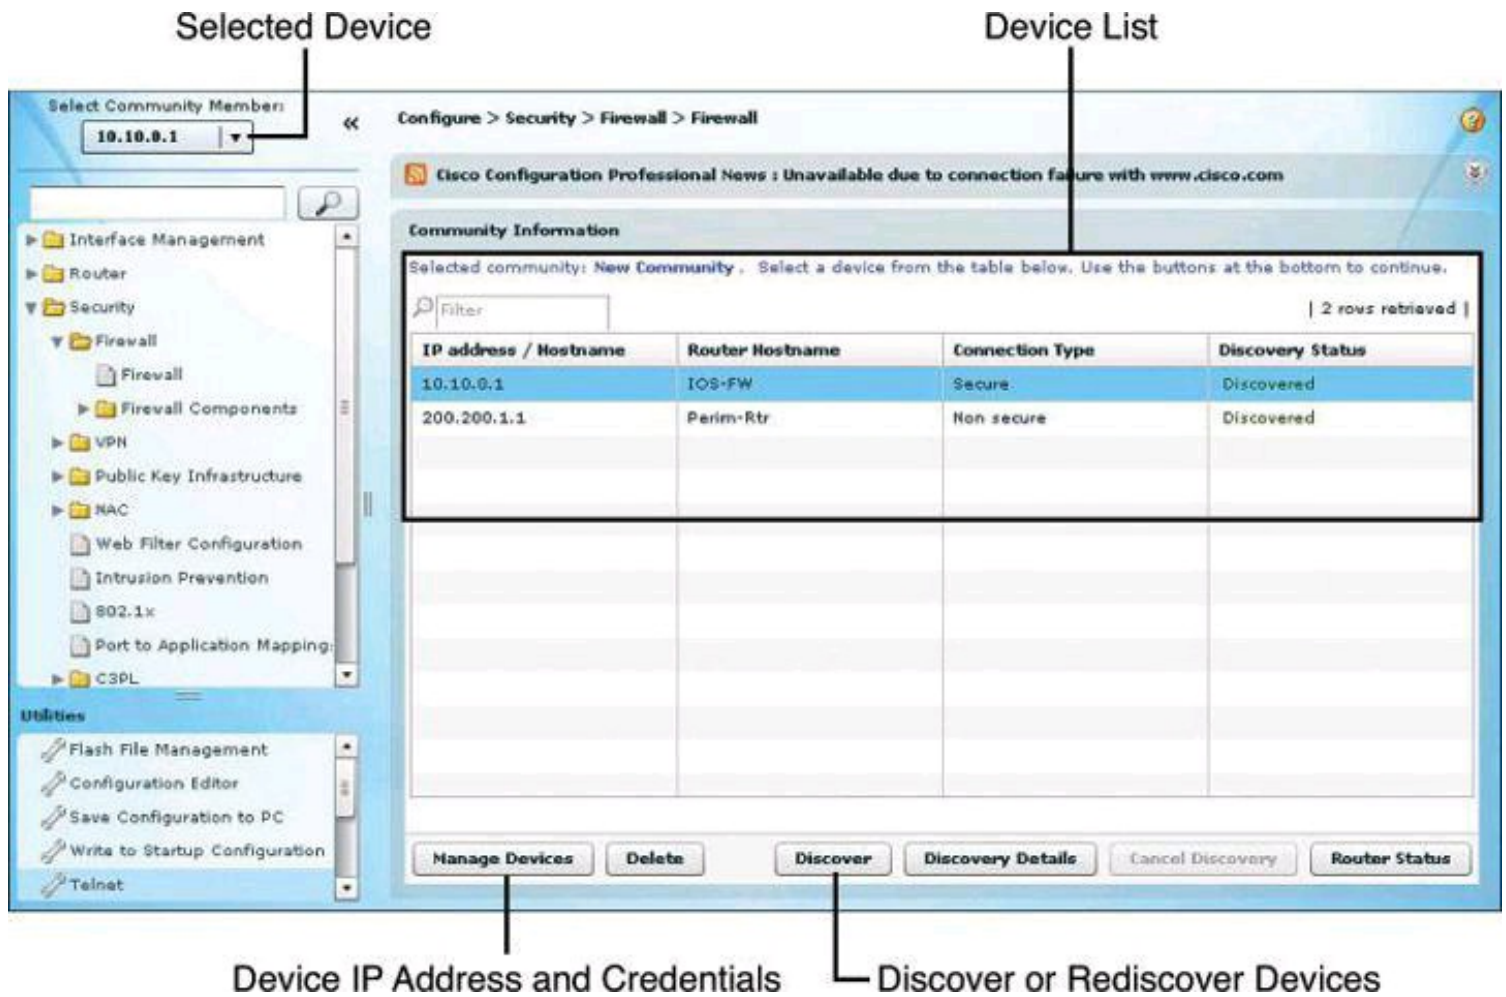 Selected Device
Device List
Select Community Member:
10.10.0.1
«
Configure > Security > Firewall > Firewall
Cisco Configuration Professional News : Unavailable due to connection failure with www.cisco.com
Interface Management
Router
Security
Firewall
Firewall
Firewall Components
VPN
Public Key Infrastructure
NAC
Web Filter Configuration
Intrusion Prevention
802.1x
Port to Application Mapping:
C3PL
Utilities
Flash File Management
Configuration Editor
Save Configuration to PC
Write to Startup Configuration
Telnet
Community Information
Selected community: New Community . Select a device from the table below. Use the buttons at the bottom to continue.
Filter
| 2 rows retrieved |
IP address / Hostname Router Hostname Connection Type Discovery Status
10.10.0.1 IOS-FW Secure Discovered
200.200.1.1 Perim-Rtr Non secure Discovered
Manage Devices Delete Discover Discovery Details Cancel Discovery Router Status
Device IP Address and Credentials
Discover or Rediscover Devices